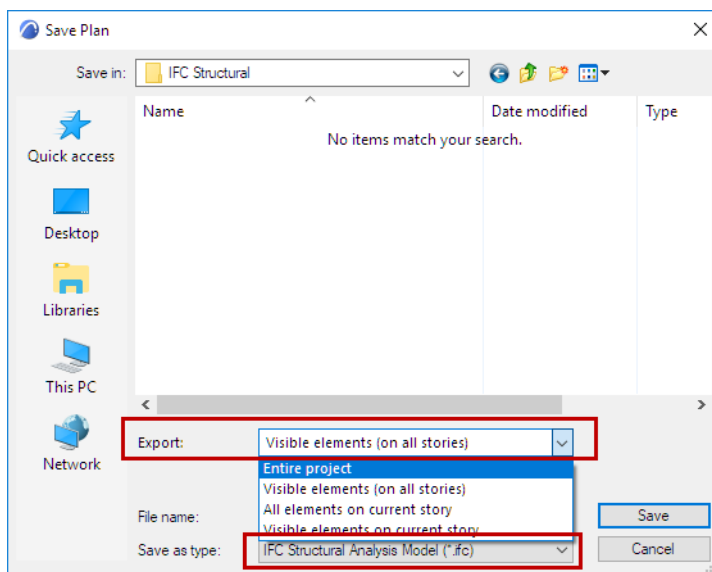 Save Plan
Save in: IFC Structural
Name Date modified Type
No items match your search.
Quick access
Desktop
Libraries
This PC
Network
Export: Visible elements (on all stories)
Entire project
Visible elements (on all stories)
All elements on current story
Visible elements on current story
File name: Save
Save as type: IFC Structural Analysis Model (*.ifc) Cancel